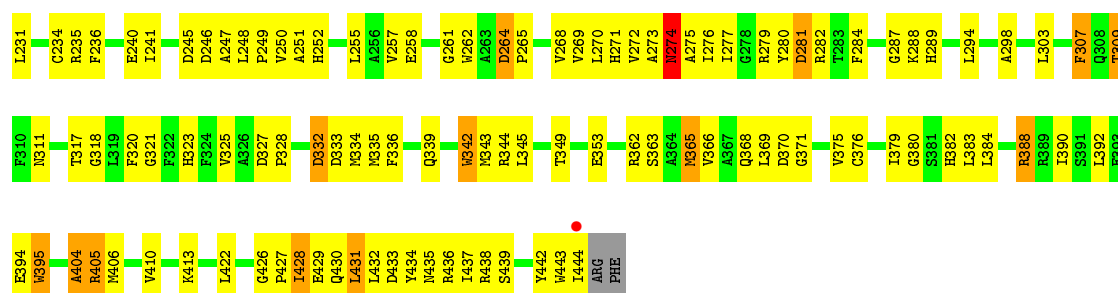 L231 C234 R235 F236 E240 I241 D245 D246 A247 L248 P249 V250 A251 H252 L255 A256 V257 E258 G261 W262 A263 D264 P265 V268 V269 L270 H271 V272 A273 N274 A275 I276 I277 G278 R279 Y280 D281 R282 T283 F284 G287 K288 H289 L294 A298 L303 F307 Q308
F310 N311 T317 G318 L319 F320 G321 F322 H323 F324 V325 A326 D327 P328 D332 D333 M334 M335 F336 Q339 W342 M343 R344 L345 T349 E353 R362 S363 A364 M365 V366 A367 Q368 L369 D370 G371 V375 C376 I379 G380 S381 H382 L383 L384 R388 R389 I390 S391 L392
E394 W395 A404 R405 M406 V410 K413 L422 G426 P427 I428 E429 Q430 L431 L432 D433 Y434 N435 R436 I437 R438 S439 Y442 W443 I444 ARG PHE